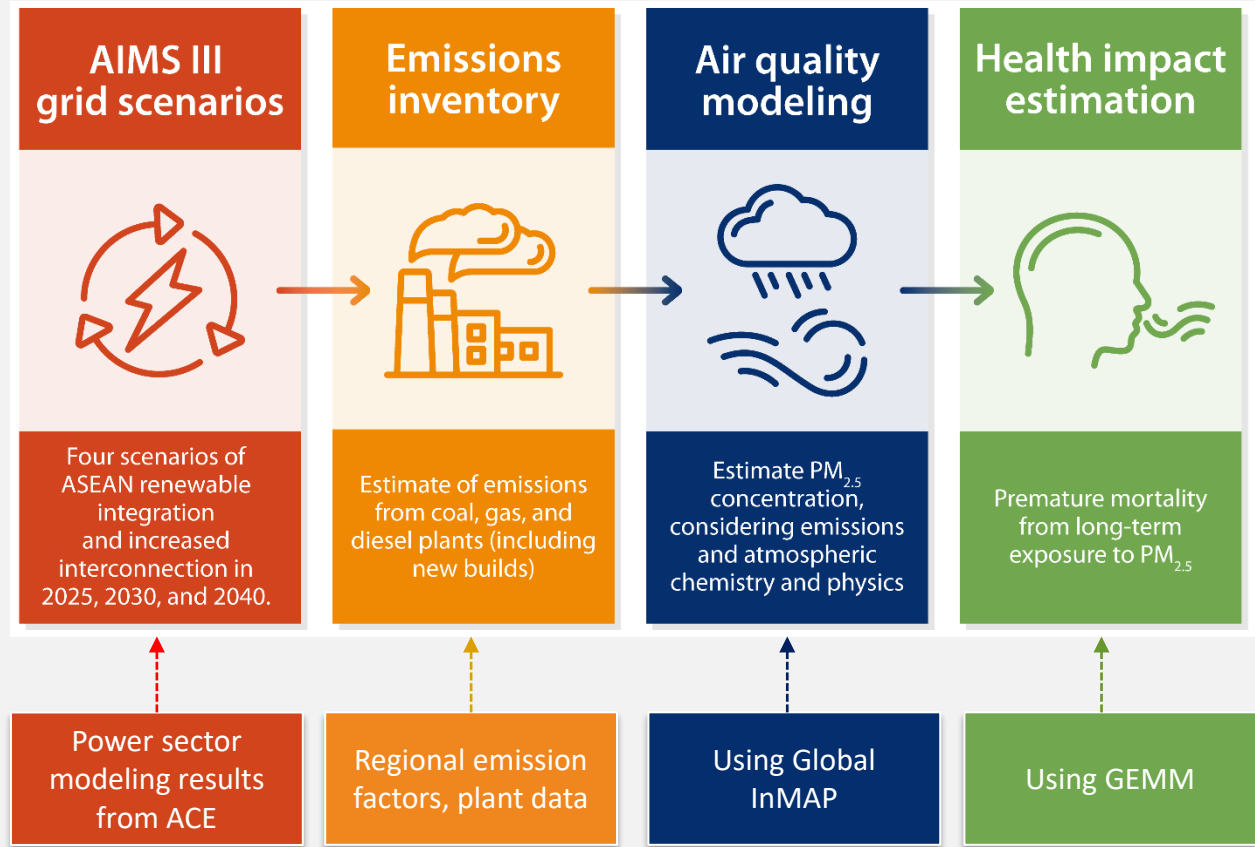 AIMS III
grid scenarios
Emissions
inventory
Air quality
modeling
Health impact
estimation
Four scenarios of
ASEAN renewable
integration
and increased
interconnection in
2025, 2030, and 2040.
Estimate of emissions
from coal, gas, and
diesel plants (including
new builds)
Estimate PM2.5
concentration,
considering emissions
and atmospheric
chemistry and physics
Premature mortality
from long-term
exposure to PM2.5
Power sector
modeling results
from ACE
Regional emission
factors, plant data
Using Global
InMAP
Using GEMM